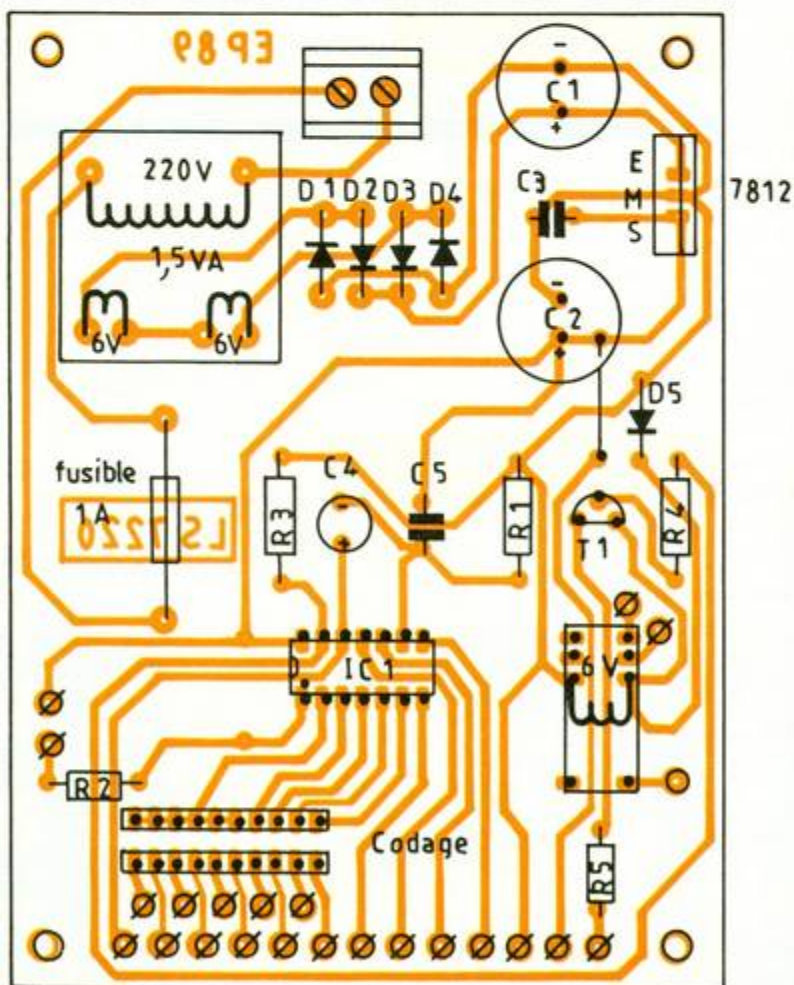 EP89
-
C1
+
220V
D1 D2 D3 D4
C3
E
M
S
7812
1,5VA
6V
6V
-
C2
+
D5
fusible
1A
LS7220
C4
-
+
C5
R3
R1
R4
T1
IC1
6V
R2
Codage
R5